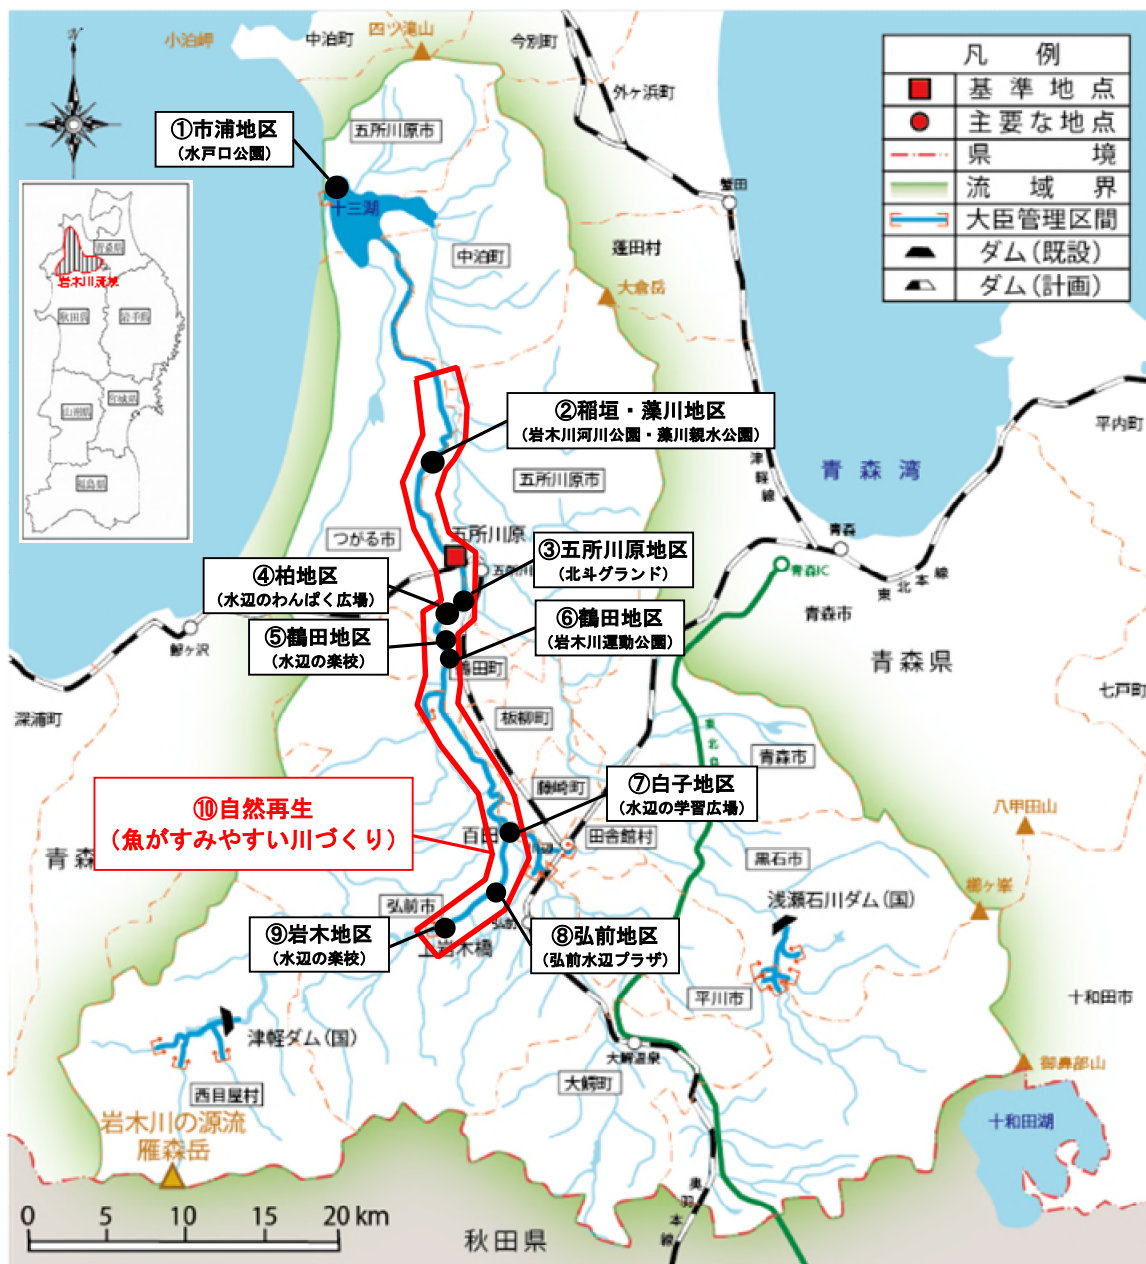 小泊岬
中泊町
四ツ滝山
今別町
外ヶ浜町
凡 例
基準地点
主要な地点
県境
流域界
大臣管理区間
ダム(既設)
ダム(計画)
N
①市浦地区
(水戸口公園)
五所川原市
蟹田
十三湖
中泊町
蓬田村
大倉岳
青森県
岩木川流域
秋田県
岩手県
山形県
宮城県
福島県
②稲垣・藻川地区
(岩木川河川公園・藻川親水公園)
平内町
津軽線
青森湾
五所川原市
つがる市
五所川原
③五所川原地区
(北斗グランド)
青森
青森IC
東北本線
④柏地区
(水辺のわんぱく広場)
青森市
⑤鶴田地区
(水辺の楽校)
⑥鶴田地区
(岩木川運動公園)
鰺ヶ沢
鶴田町
青森県
七戸町
深浦町
板柳町
青森市
藤崎町
⑦白子地区
(水辺の学習広場)
⑩自然再生
(魚がすみやすい川づくり)
八甲田山
百田
田舎館村
黒石市
櫛ヶ峯
弘前市
浅瀬石川ダム(国)
⑨岩木地区
(水辺の楽校)
上岩木橋
弘前
⑧弘前地区
(弘前水辺プラザ)
平川市
十和田市
津軽ダム(国)
大鰐温泉
御鼻部山
西目屋村
大鰐町
岩木川の源流
雁森岳
十和田湖
奥羽本線
0 5 10 15 20 km
秋田県